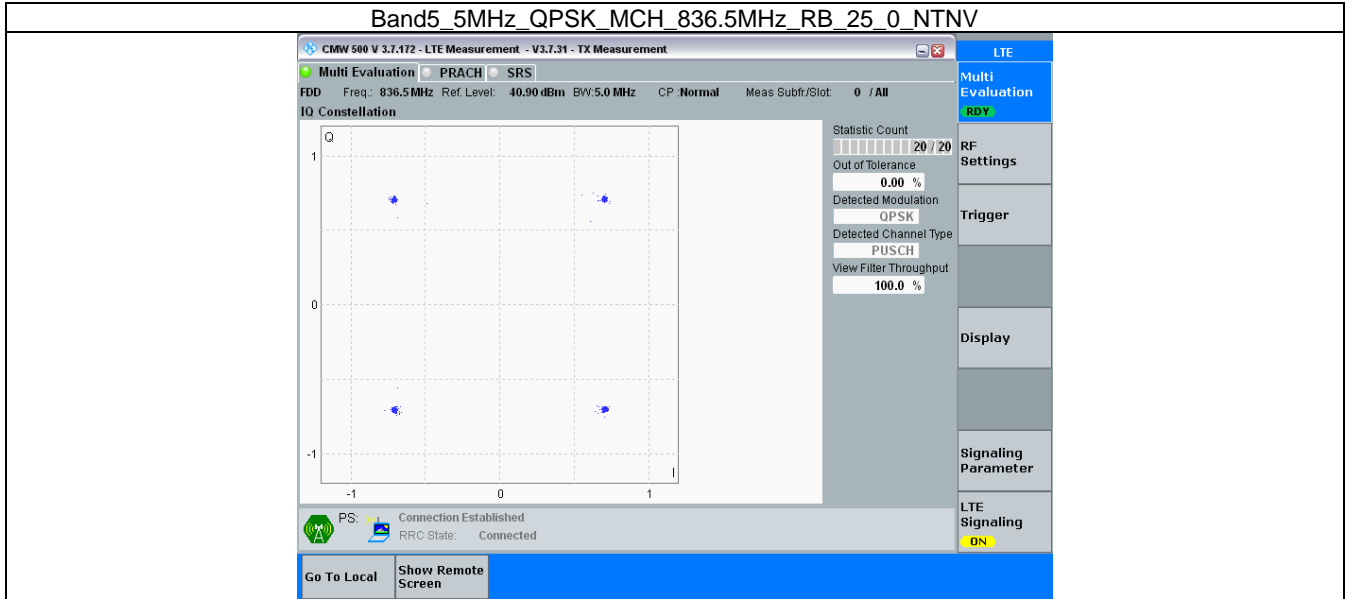 Band5_5MHz_QPSK_MCH_836.5MHz_RB_25_0_NTNV
CMW 500 V 3.7.172 - LTE Measurement - V3.7.31 - TX Measurement
LTE
Multi Evaluation PRACH SRS
Multi
Evaluation
RDY
FDD Freq.: 836.5 MHz Ref. Level: 40.90 dBm BW: 5.0 MHz CP :Normal Meas Subfr./Slot: 0 / All
IQ Constellation
Q
1
0
-1
I
-1 0 1
Statistic Count
20 / 20
Out of Tolerance
0.00 %
Detected Modulation
QPSK
Detected Channel Type
PUSCH
View Filter Throughput
100.0 %
RF
Settings
Trigger
Display
Signaling
Parameter
LTE
Signaling
ON
PS: Connection Established
RRC State: Connected
Go To Local
Show Remote
Screen